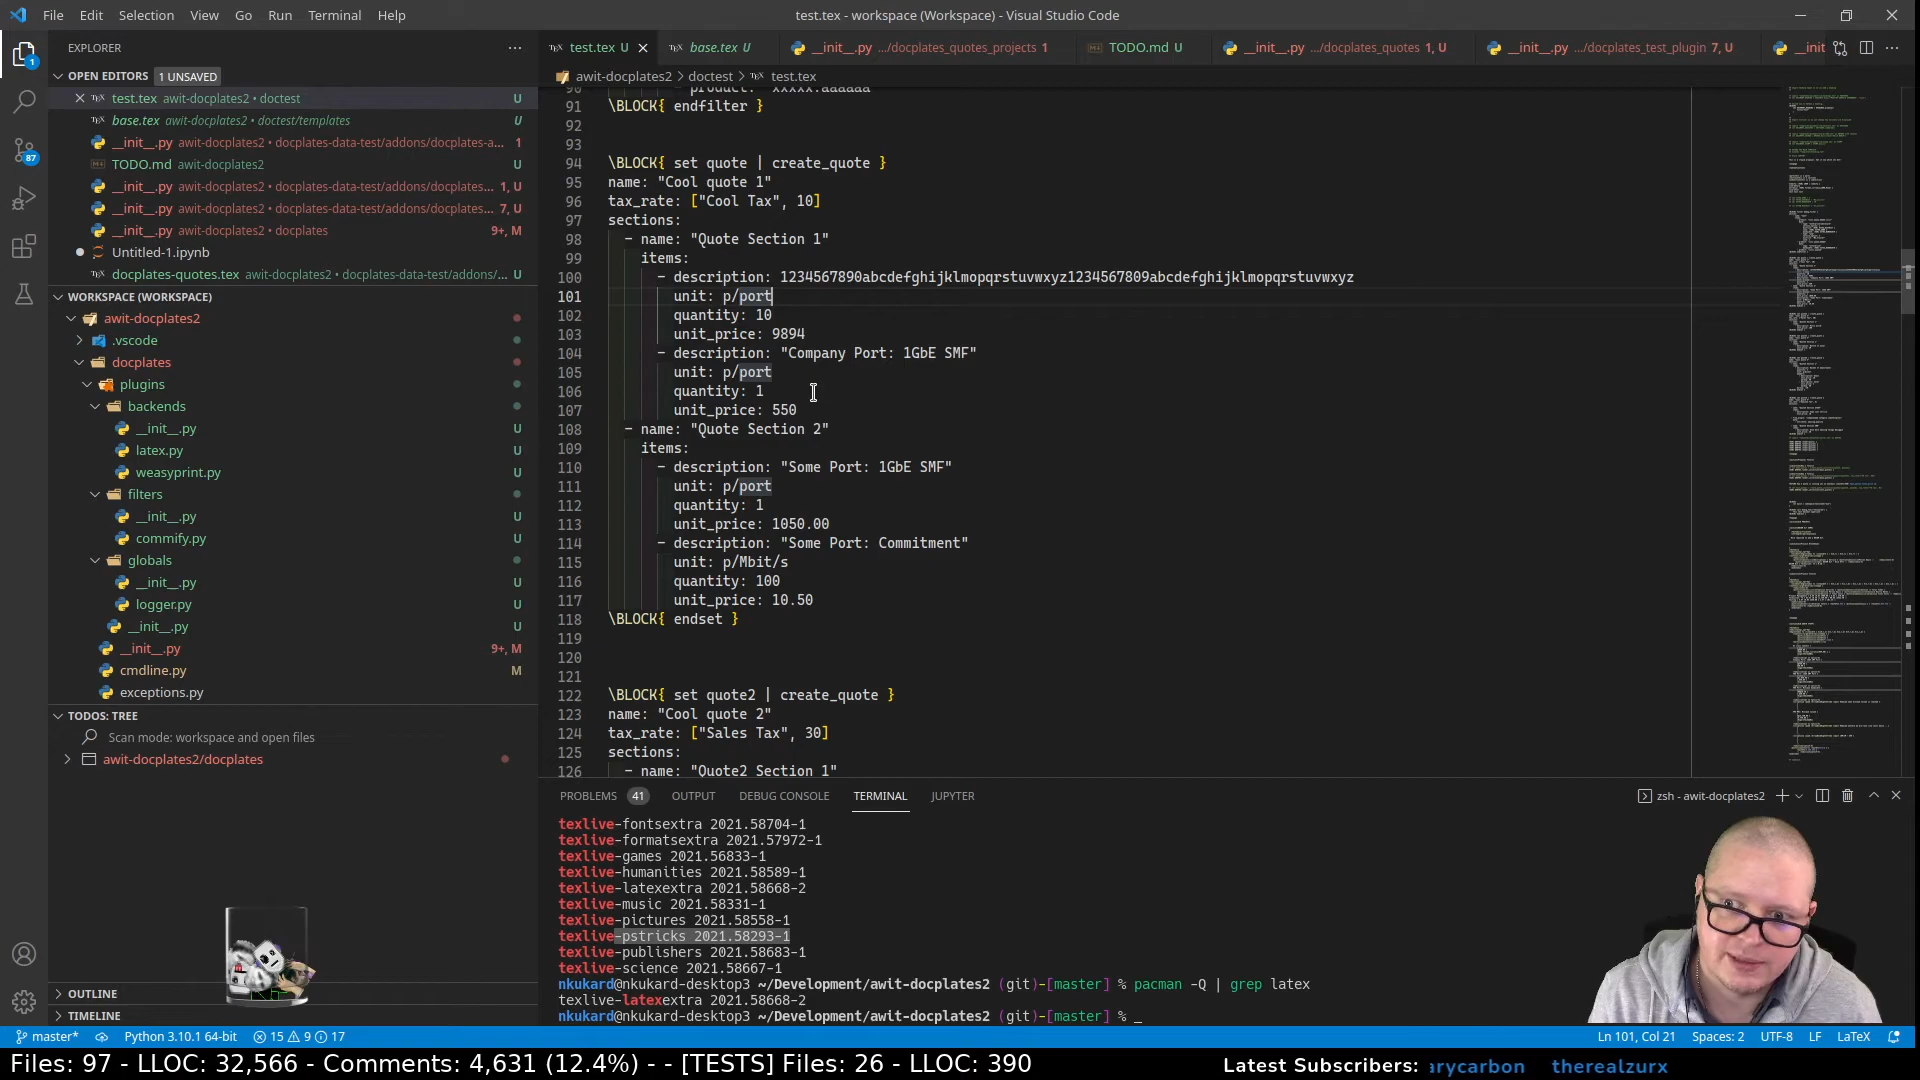 File Edit Selection View Go Run Terminal Help
test.tex - workspace (Workspace) - Visual Studio Code
EXPLORER
OPEN EDITORS 1 UNSAVED
test.tex awit-docplates2 • doctest U
base.tex awit-docplates2 • doctest/templates U
__init__.py awit-docplates2 • docplates-data-test/addons/docplates-a... 1
TODO.md awit-docplates2 U
__init__.py awit-docplates2 • docplates-data-test/addons/docplates... 1, U
__init__.py awit-docplates2 • docplates-data-test/addons/docplates... 7, U
__init__.py awit-docplates2 • docplates 9+, M
Untitled-1.ipynb
docplates-quotes.tex awit-docplates2 • docplates-data-test/addons/... U
WORKSPACE (WORKSPACE)
awit-docplates2
.vscode
docplates
plugins
backends
__init__.py U
latex.py U
weasyprint.py U
filters
__init__.py U
commify.py U
globals
__init__.py U
logger.py U
__init__.py U
__init__.py 9+, M
cmdline.py M
exceptions.py
TODOS: TREE
Scan mode: workspace and open files
awit-docplates2/docplates
OUTLINE
TIMELINE
1
87
test.tex U
base.tex U
__init__.py .../docplates_quotes_projects 1
TODO.md U
__init__.py .../docplates_quotes 1, U
__init__.py .../docplates_test_plugin 7, U
__init
awit-docplates2 > doctest > test.tex
90 product: xxxxx.aaaaaa
91 \BLOCK{ endfilter }
92
93
94 \BLOCK{ set quote | create_quote }
95 name: "Cool quote 1"
96 tax_rate: ["Cool Tax", 10]
97 sections:
98 - name: "Quote Section 1"
99 items:
100 - description: 1234567890abcdefghijklmopqrstuvwxyz1234567809abcdefghijklmopqrstuvwxyz
101 unit: p/port
102 quantity: 10
103 unit_price: 9894
104 - description: "Company Port: 1GbE SMF"
105 unit: p/port
106 quantity: 1
107 unit_price: 550
108 - name: "Quote Section 2"
109 items:
110 - description: "Some Port: 1GbE SMF"
111 unit: p/port
112 quantity: 1
113 unit_price: 1050.00
114 - description: "Some Port: Commitment"
115 unit: p/Mbit/s
116 quantity: 100
117 unit_price: 10.50
118 \BLOCK{ endset }
119
120
121
122 \BLOCK{ set quote2 | create_quote }
123 name: "Cool quote 2"
124 tax_rate: ["Sales Tax", 30]
125 sections:
126 - name: "Quote2 Section 1"
PROBLEMS 41 OUTPUT DEBUG CONSOLE TERMINAL JUPYTER
zsh - awit-docplates2
texlive-fontsextra 2021.58704-1
texlive-formatsextra 2021.57972-1
texlive-games 2021.56833-1
texlive-humanities 2021.58589-1
texlive-latexextra 2021.58668-2
texlive-music 2021.58331-1
texlive-pictures 2021.58558-1
texlive-pstricks 2021.58293-1
texlive-publishers 2021.58683-1
texlive-science 2021.58667-1
nkukard@nkukard-desktop3 ~/Development/awit-docplates2 (git)-[master] % pacman -Q | grep latex
texlive-latexextra 2021.58668-2
nkukard@nkukard-desktop3 ~/Development/awit-docplates2 (git)-[master] % _
master* Python 3.10.1 64-bit 15 9 17
Ln 101, Col 21 Spaces: 2 UTF-8 LF LaTeX
Files: 97 - LLOC: 32,566 - Comments: 4,631 (12.4%) - - [TESTS] Files: 26 - LLOC: 390
Latest Subscribers: arycarbon therealzurx